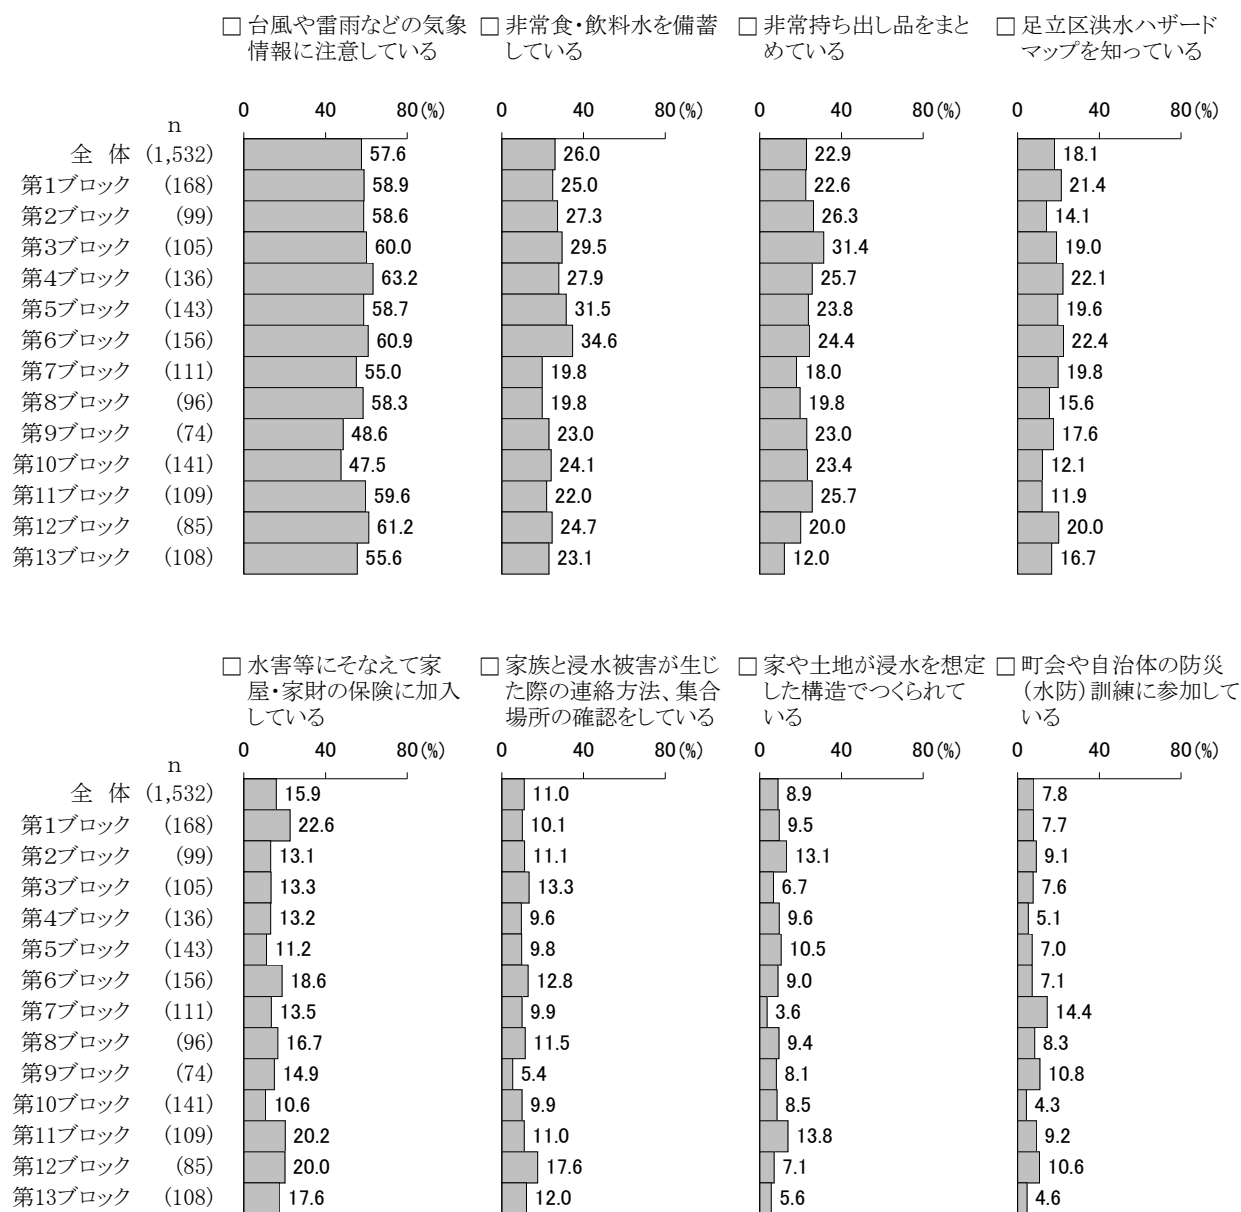 □ 台風や雷雨などの気象情報に注意している
□ 非常食・飲料水を備蓄している
□ 非常持ち出し品をまとめている
□ 足立区洪水ハザードマップを知っている
0 40 80(%) 0 40 80(%) 0 40 80(%) 0 40 80(%)
n
全 体 (1,532) 57.6 26.0 22.9 18.1
第1ブロック (168) 58.9 25.0 22.6 21.4
第2ブロック (99) 58.6 27.3 26.3 14.1
第3ブロック (105) 60.0 29.5 31.4 19.0
第4ブロック (136) 63.2 27.9 25.7 22.1
第5ブロック (143) 58.7 31.5 23.8 19.6
第6ブロック (156) 60.9 34.6 24.4 22.4
第7ブロック (111) 55.0 19.8 18.0 19.8
第8ブロック (96) 58.3 19.8 19.8 15.6
第9ブロック (74) 48.6 23.0 23.0 17.6
第10ブロック (141) 47.5 24.1 23.4 12.1
第11ブロック (109) 59.6 22.0 25.7 11.9
第12ブロック (85) 61.2 24.7 20.0 20.0
第13ブロック (108) 55.6 23.1 12.0 16.7
□ 水害等にそなえて家屋・家財の保険に加入している
□ 家族と浸水被害が生じた際の連絡方法、集合場所の確認をしている
□ 家や土地が浸水を想定した構造でつくられている
□ 町会や自治体の防災(水防)訓練に参加している
0 40 80(%) 0 40 80(%) 0 40 80(%) 0 40 80(%)
n
全 体 (1,532) 15.9 11.0 8.9 7.8
第1ブロック (168) 22.6 10.1 9.5 7.7
第2ブロック (99) 13.1 11.1 13.1 9.1
第3ブロック (105) 13.3 13.3 6.7 7.6
第4ブロック (136) 13.2 9.6 9.6 5.1
第5ブロック (143) 11.2 9.8 10.5 7.0
第6ブロック (156) 18.6 12.8 9.0 7.1
第7ブロック (111) 13.5 9.9 3.6 14.4
第8ブロック (96) 16.7 11.5 9.4 8.3
第9ブロック (74) 14.9 5.4 8.1 10.8
第10ブロック (141) 10.6 9.9 8.5 4.3
第11ブロック (109) 20.2 11.0 13.8 9.2
第12ブロック (85) 20.0 17.6 7.1 10.6
第13ブロック (108) 17.6 12.0 5.6 4.6